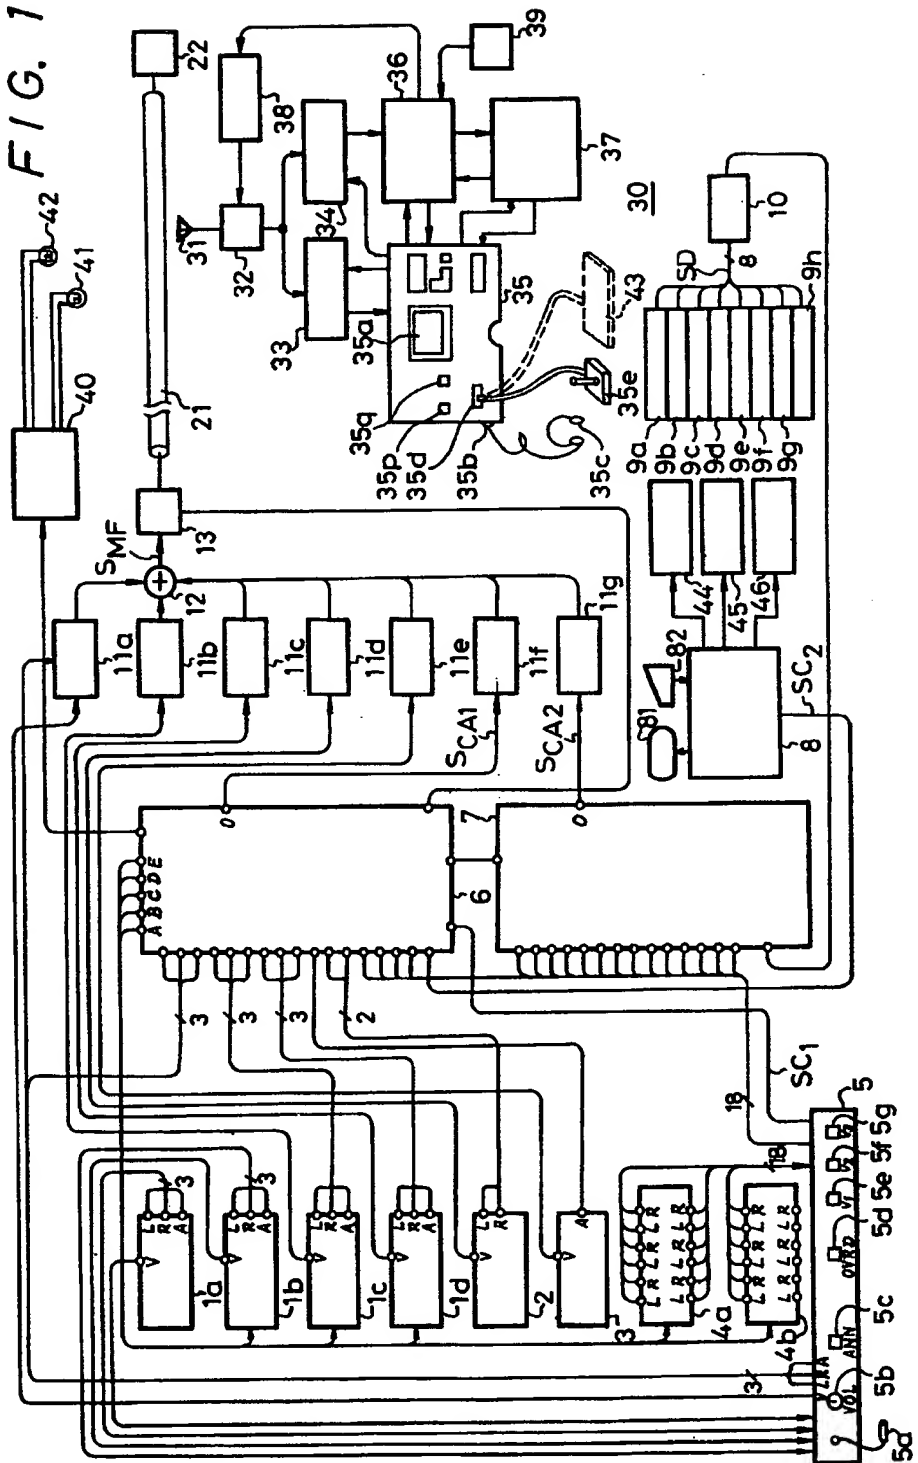 FIG. 1
42
41
40
22
21
SMF
13
12
11a
11b
11c
11d
11e
11f
11g
SCA1
SCA2
31
32
33
34
35
35a
35q
35p
35d
35b
35c
35e
36
37
38
39
30
43
A B C D E
O
6
7
O
3
3
3
2
81
82
8
SC2
44
45
46
9a
9b
9c
9d
9e
9f
9g
9h
SD
8
10
V
L
R
A
3
1a
V
L
R
A
3
1b
V
L
R
A
1c
V
L
R
A
1d
V
L
R
2
V
A
3
L R L R L R
L R L R L R
4a
L R L R L R
L R L R L R
4b
18
18
SC1
3
V L R A
VOL
ANN
OVRD
VI
5
5a
5b
5c
5d
5e
5f
5g